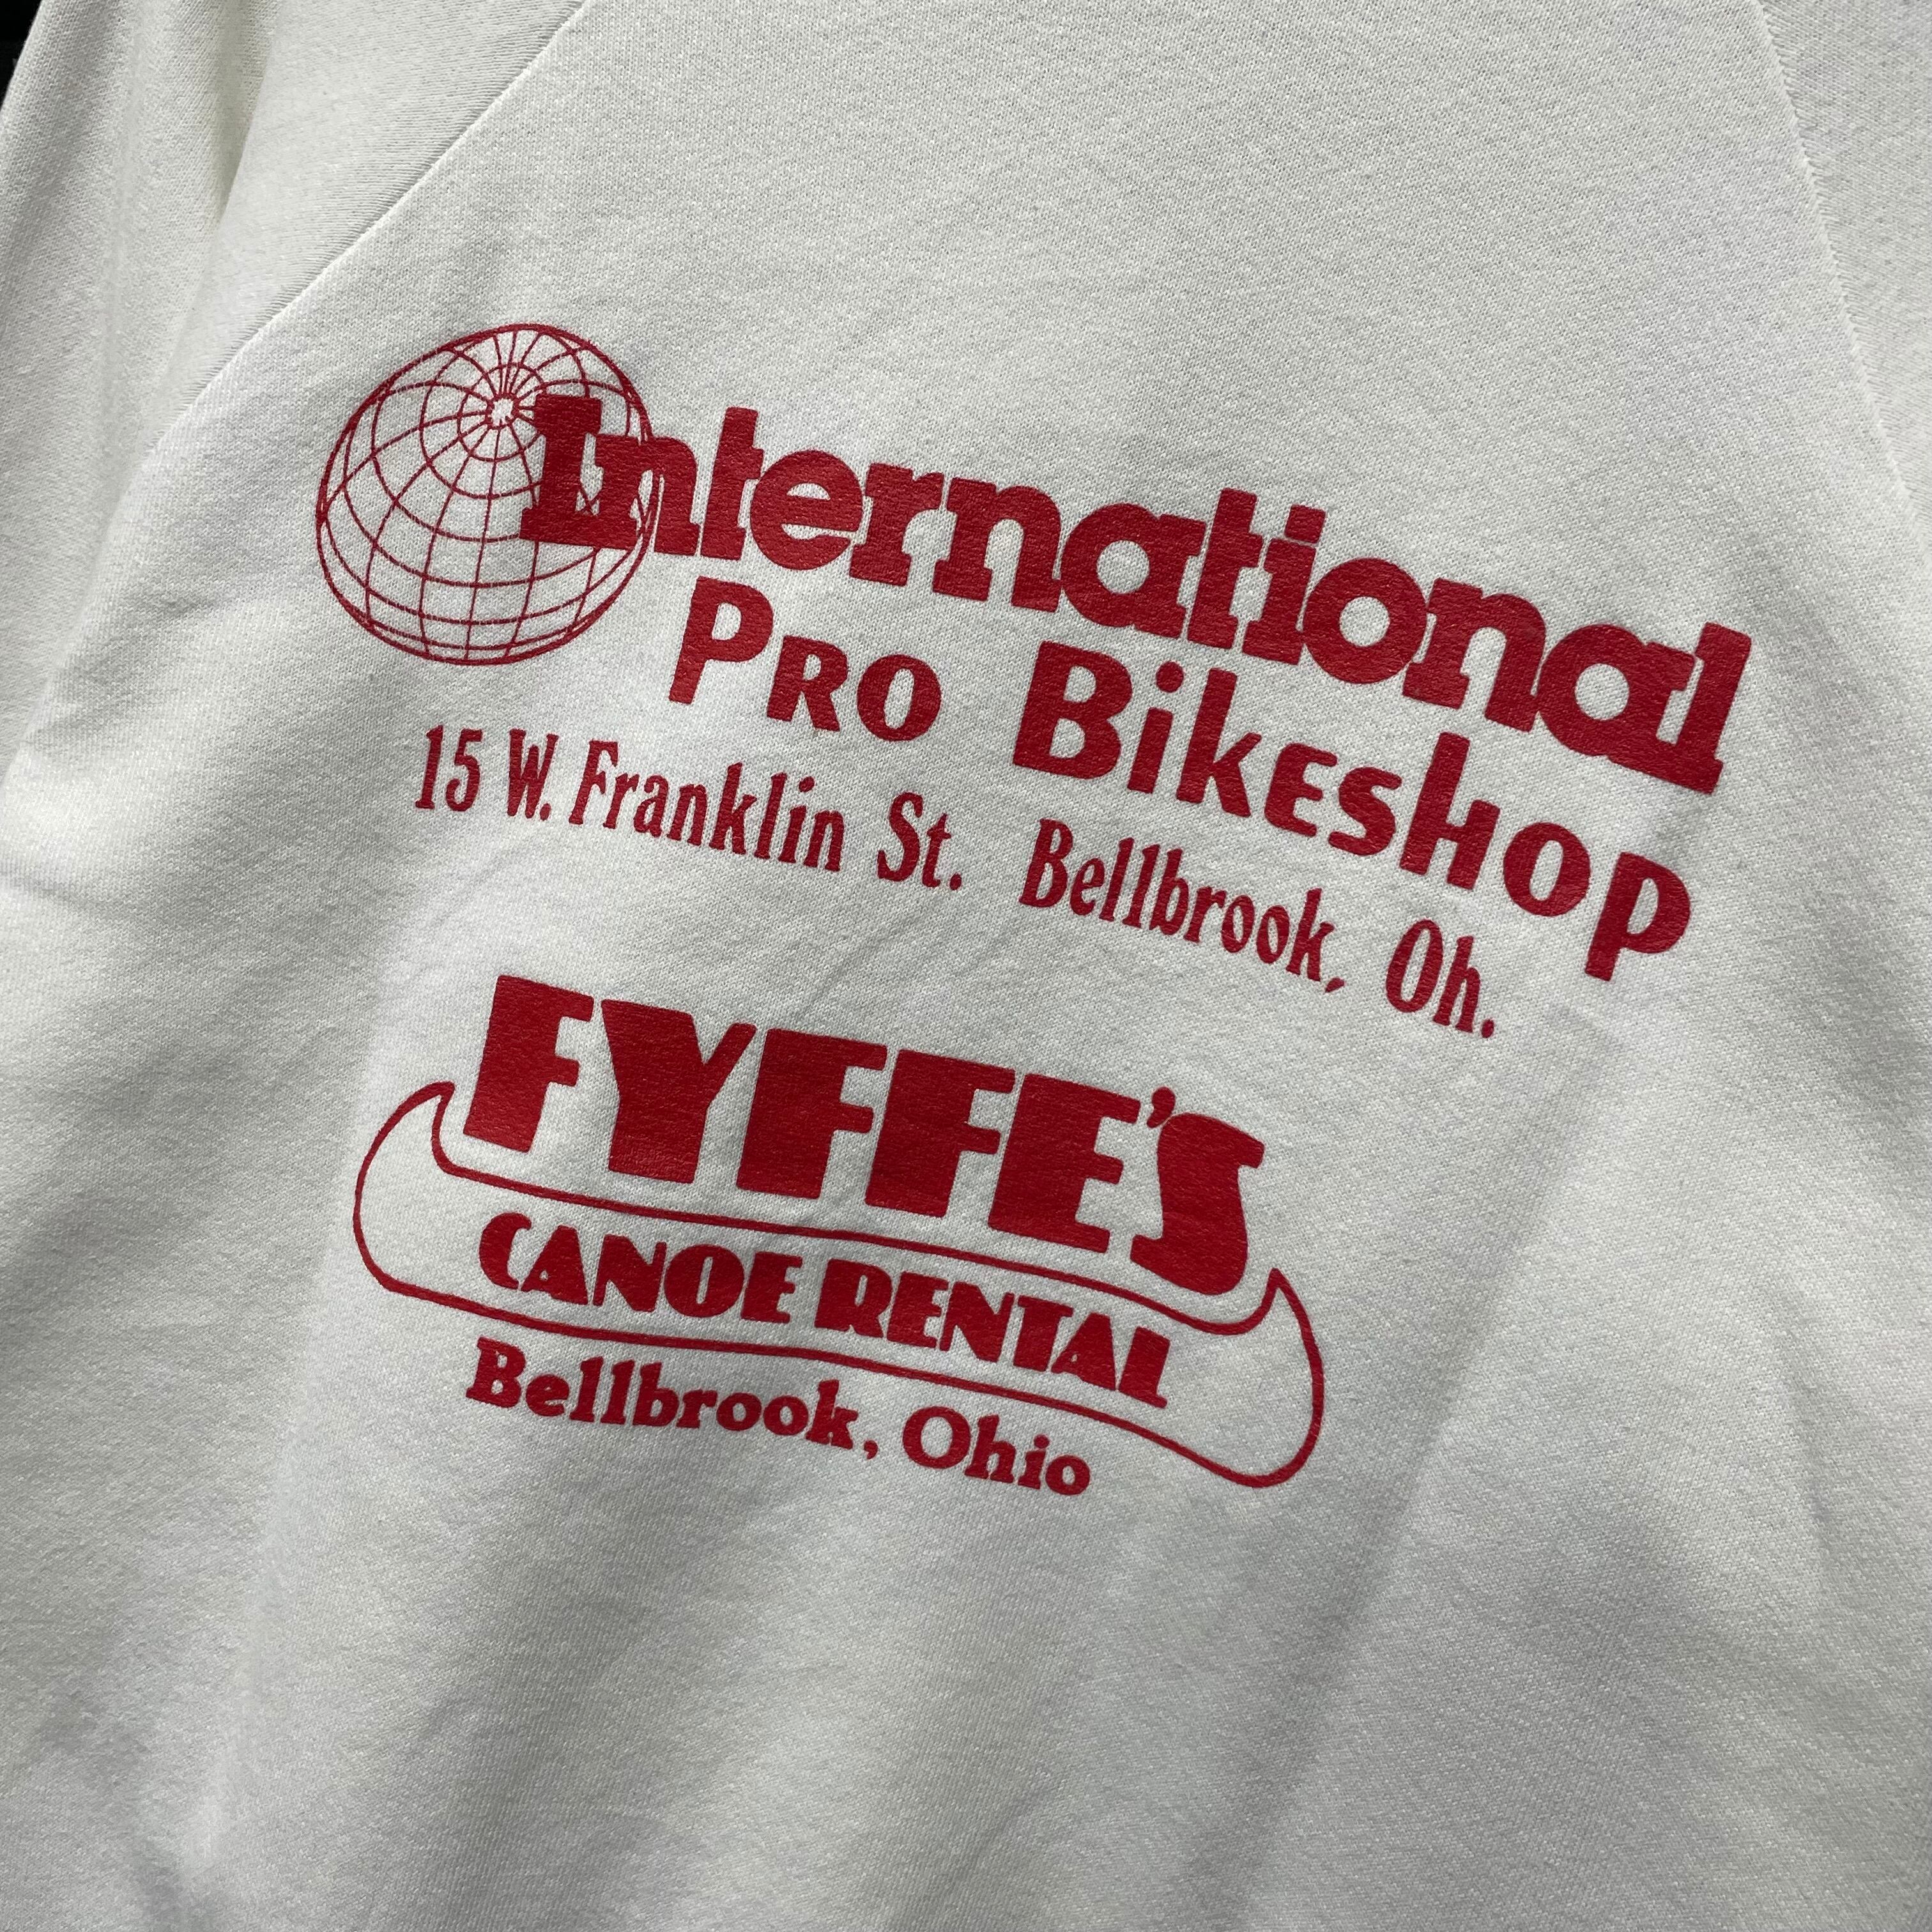 International
Pro Bikeshop
15 W. Franklin St. Bellbrook, Oh.
FYFFE'S
CANOE RENTAL
Bellbrook, Ohio